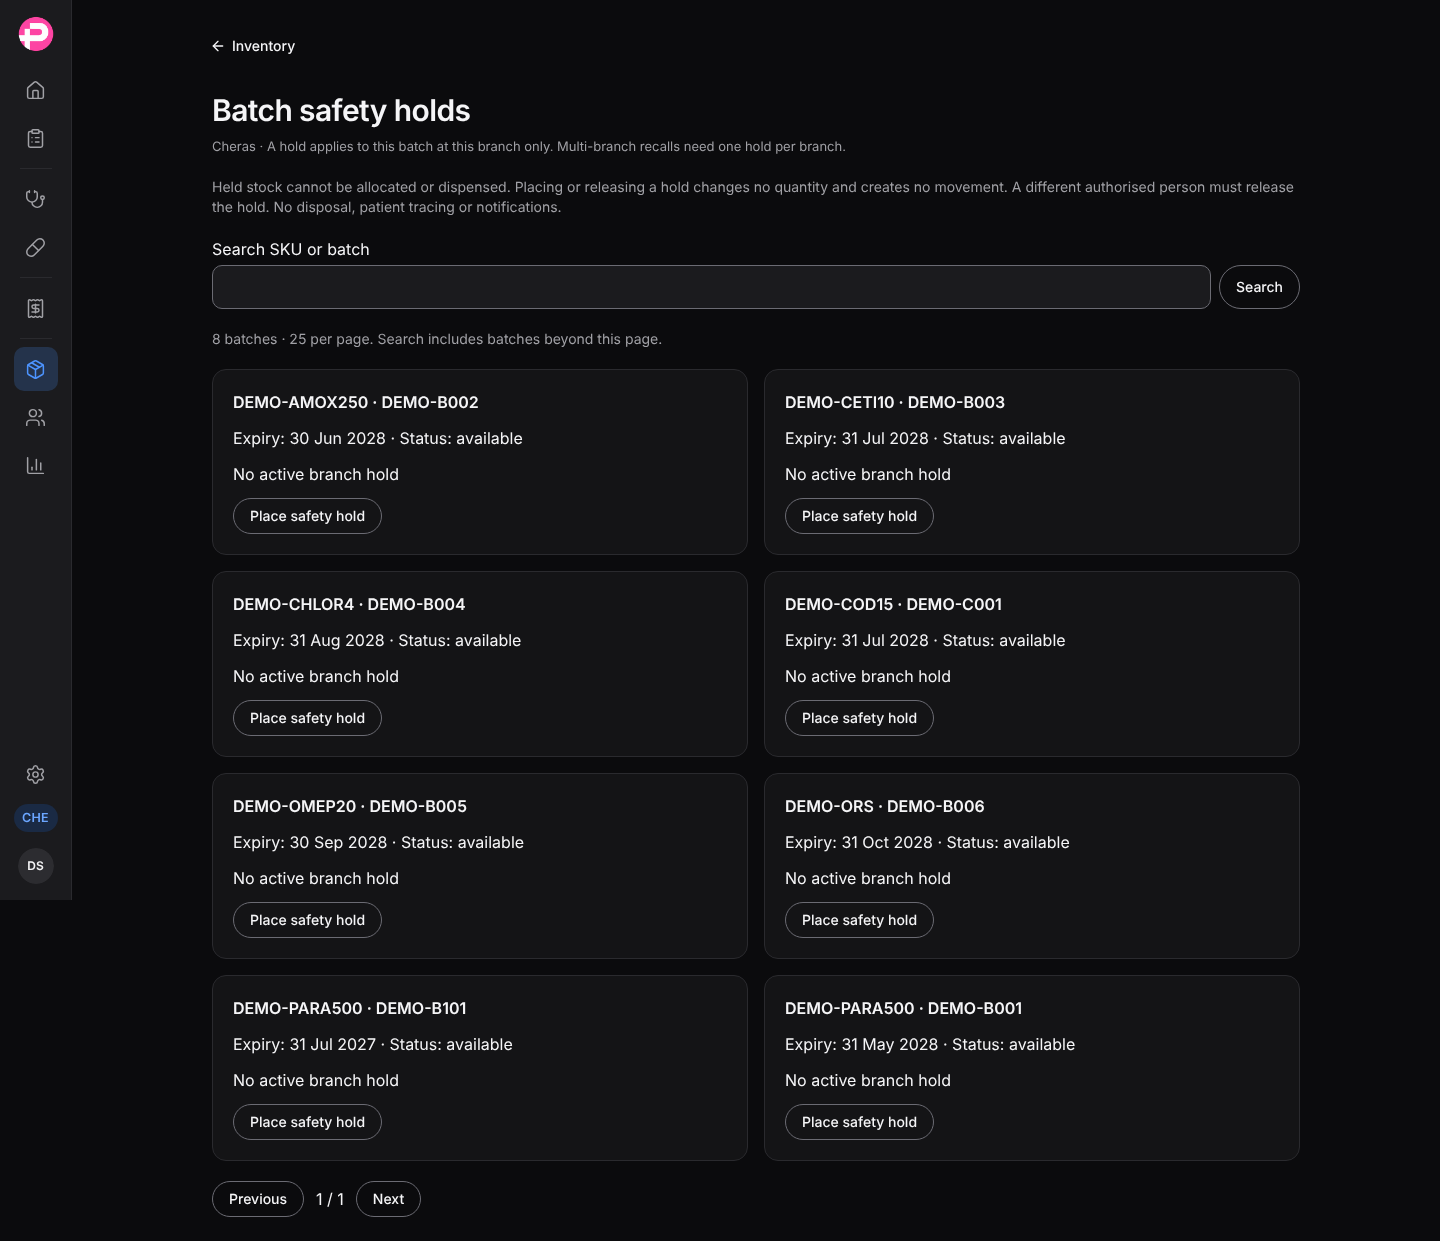 ← Inventory
Batch safety holds
Cheras · A hold applies to this batch at this branch only. Multi-branch recalls need one hold per branch.
Held stock cannot be allocated or dispensed. Placing or releasing a hold changes no quantity and creates no movement. A different authorised person must release
the hold. No disposal, patient tracing or notifications.
Search SKU or batch
Search
8 batches · 25 per page. Search includes batches beyond this page.
DEMO-AMOX250 · DEMO-B002
Expiry: 30 Jun 2028 · Status: available
No active branch hold
Place safety hold
DEMO-CETI10 · DEMO-B003
Expiry: 31 Jul 2028 · Status: available
No active branch hold
Place safety hold
DEMO-CHLOR4 · DEMO-B004
Expiry: 31 Aug 2028 · Status: available
No active branch hold
Place safety hold
DEMO-COD15 · DEMO-C001
Expiry: 31 Jul 2028 · Status: available
No active branch hold
Place safety hold
DEMO-OMEP20 · DEMO-B005
Expiry: 30 Sep 2028 · Status: available
No active branch hold
Place safety hold
DEMO-ORS · DEMO-B006
Expiry: 31 Oct 2028 · Status: available
No active branch hold
Place safety hold
DEMO-PARA500 · DEMO-B101
Expiry: 31 Jul 2027 · Status: available
No active branch hold
Place safety hold
DEMO-PARA500 · DEMO-B001
Expiry: 31 May 2028 · Status: available
No active branch hold
Place safety hold
Previous 1 / 1 Next
CHE
DS